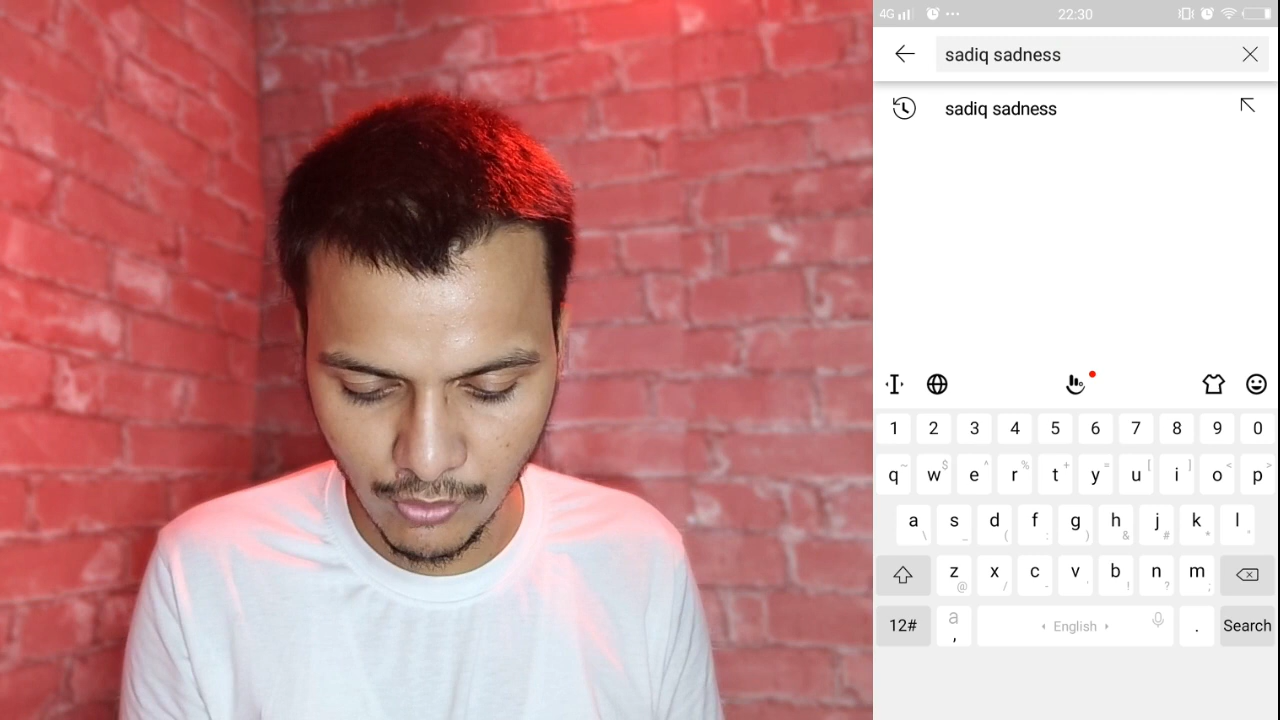 4G 22:30
sadiq sadness
sadiq sadness
1 2 3 4 5 6 7 8 9 0
q~ w$ e^ r% t+ y= u[ i] o< p>
a\ s_ d( f: g) h& j# k* l"
z@ x/ c- v' b! n? m;
12# a, English . Search